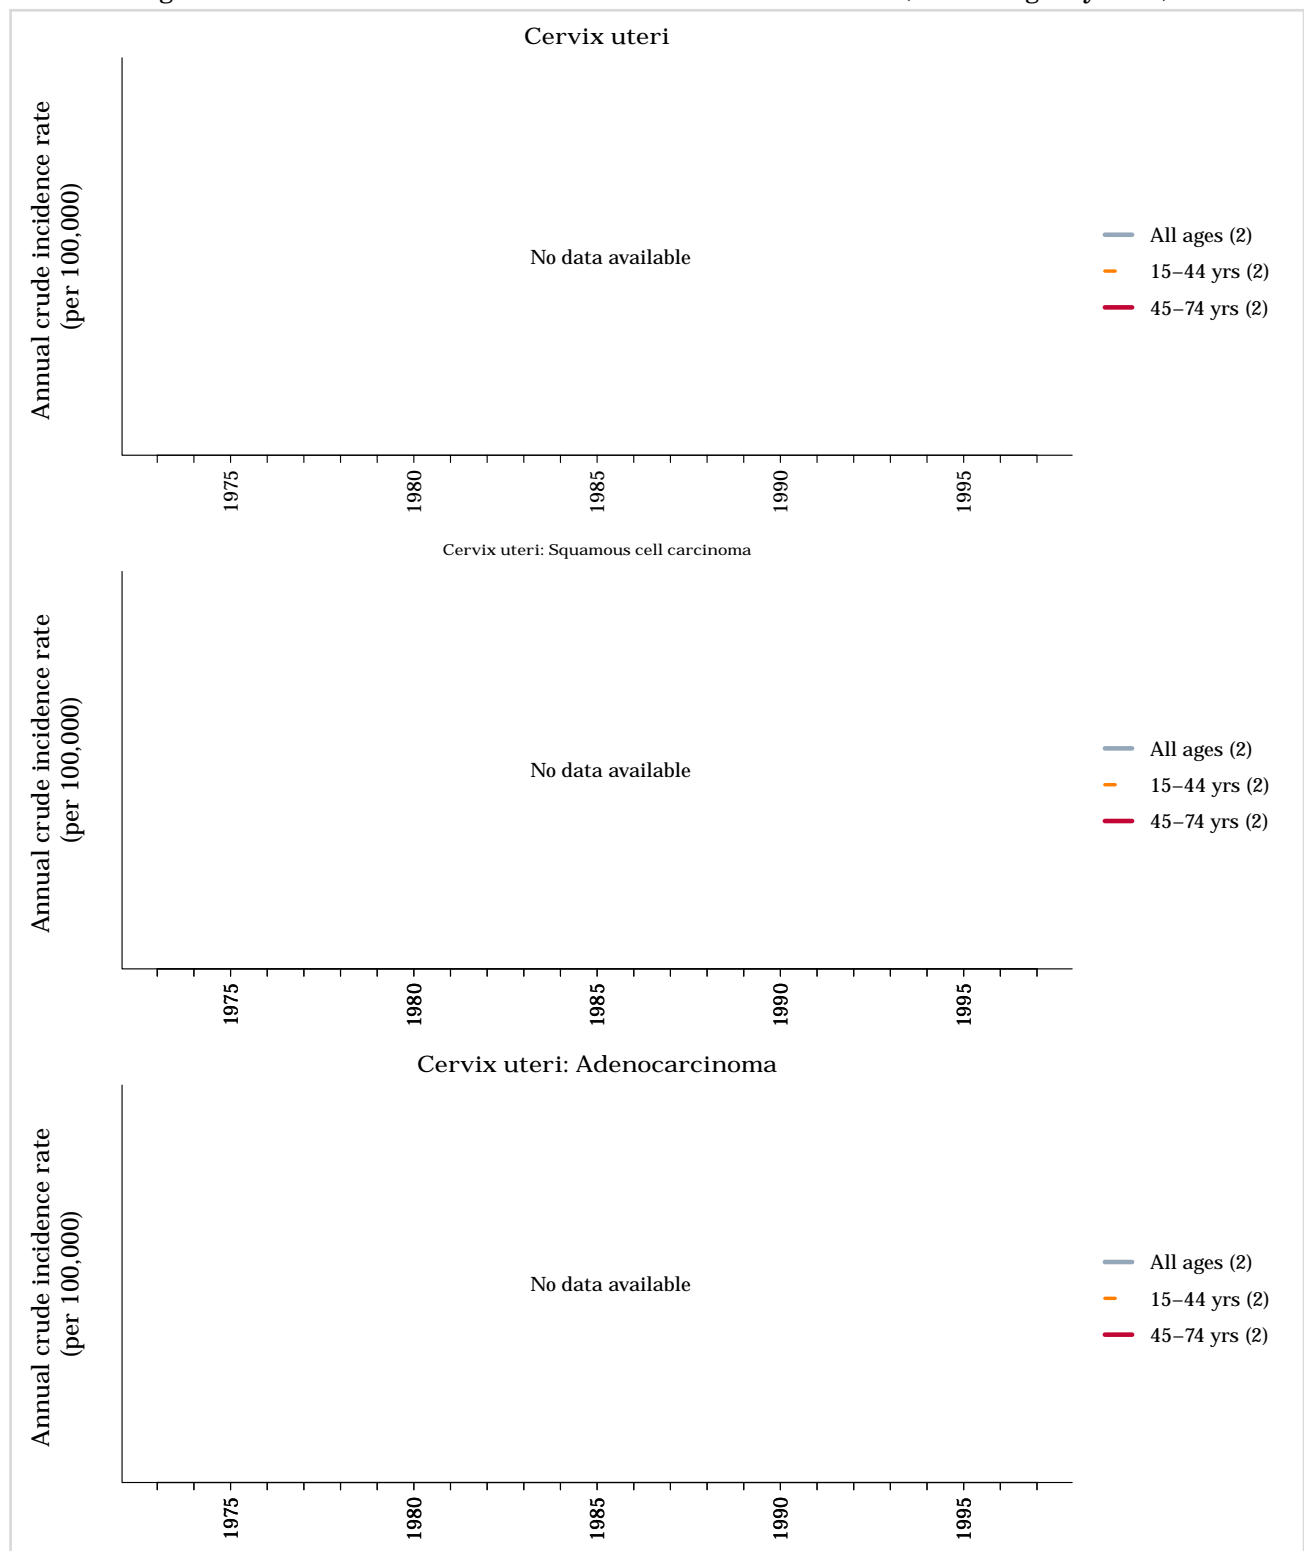 Cervix uteri
Annual crude incidence rate
(per 100,000)
No data available
All ages (2)
15–44 yrs (2)
45–74 yrs (2)
1975
1980
1985
1990
1995
Cervix uteri: Squamous cell carcinoma
Annual crude incidence rate
(per 100,000)
No data available
All ages (2)
15–44 yrs (2)
45–74 yrs (2)
1975
1980
1985
1990
1995
Cervix uteri: Adenocarcinoma
Annual crude incidence rate
(per 100,000)
No data available
All ages (2)
15–44 yrs (2)
45–74 yrs (2)
1975
1980
1985
1990
1995